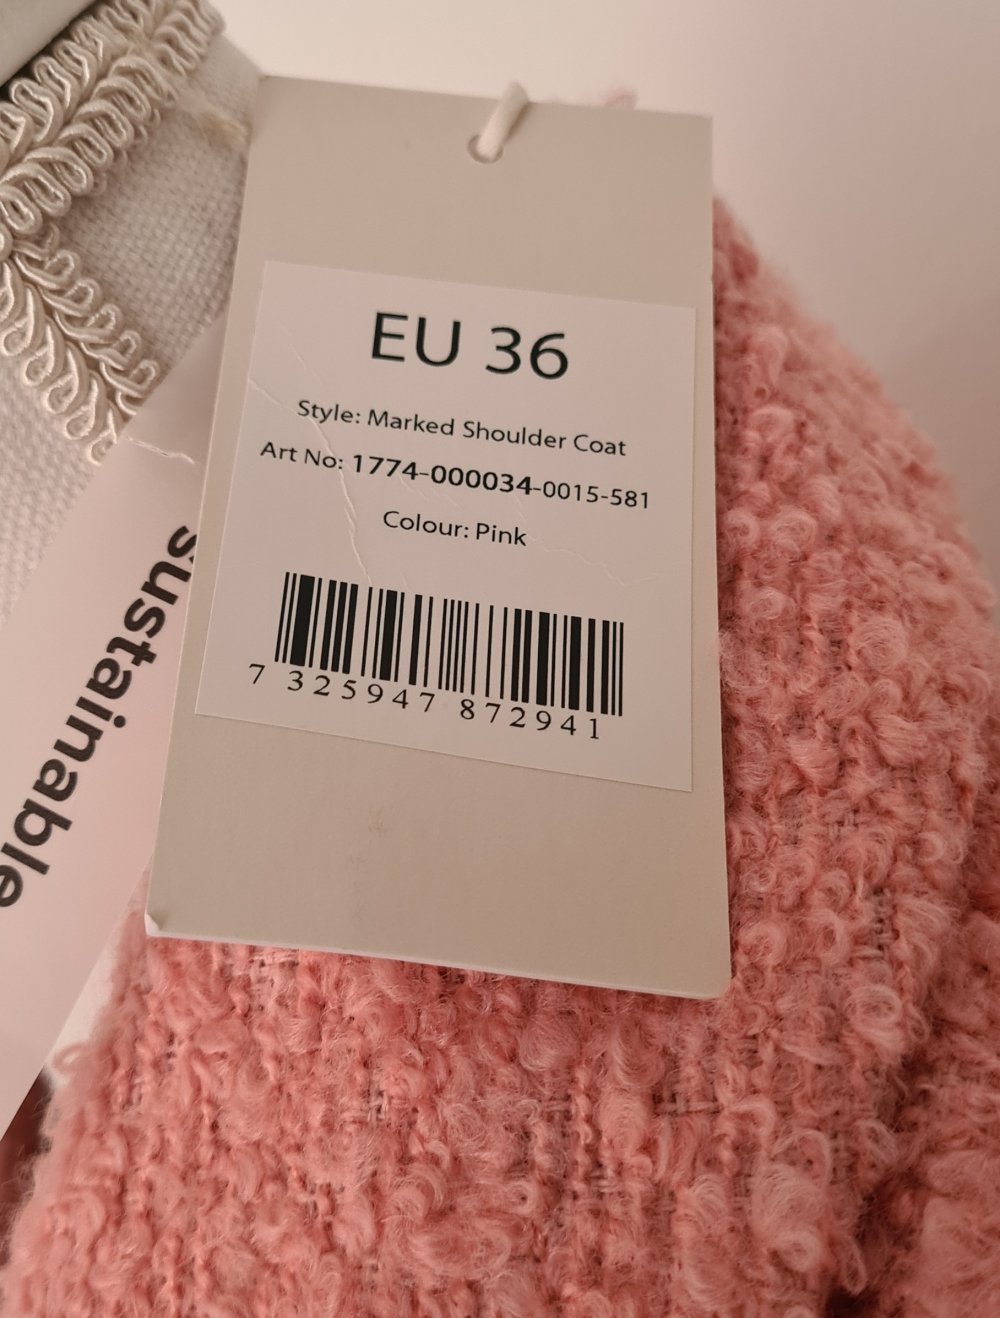 EU 36
Style: Marked Shoulder Coat
Art No: 1774-000034-0015-581
Colour: Pink
7 325947 872941
sustainable